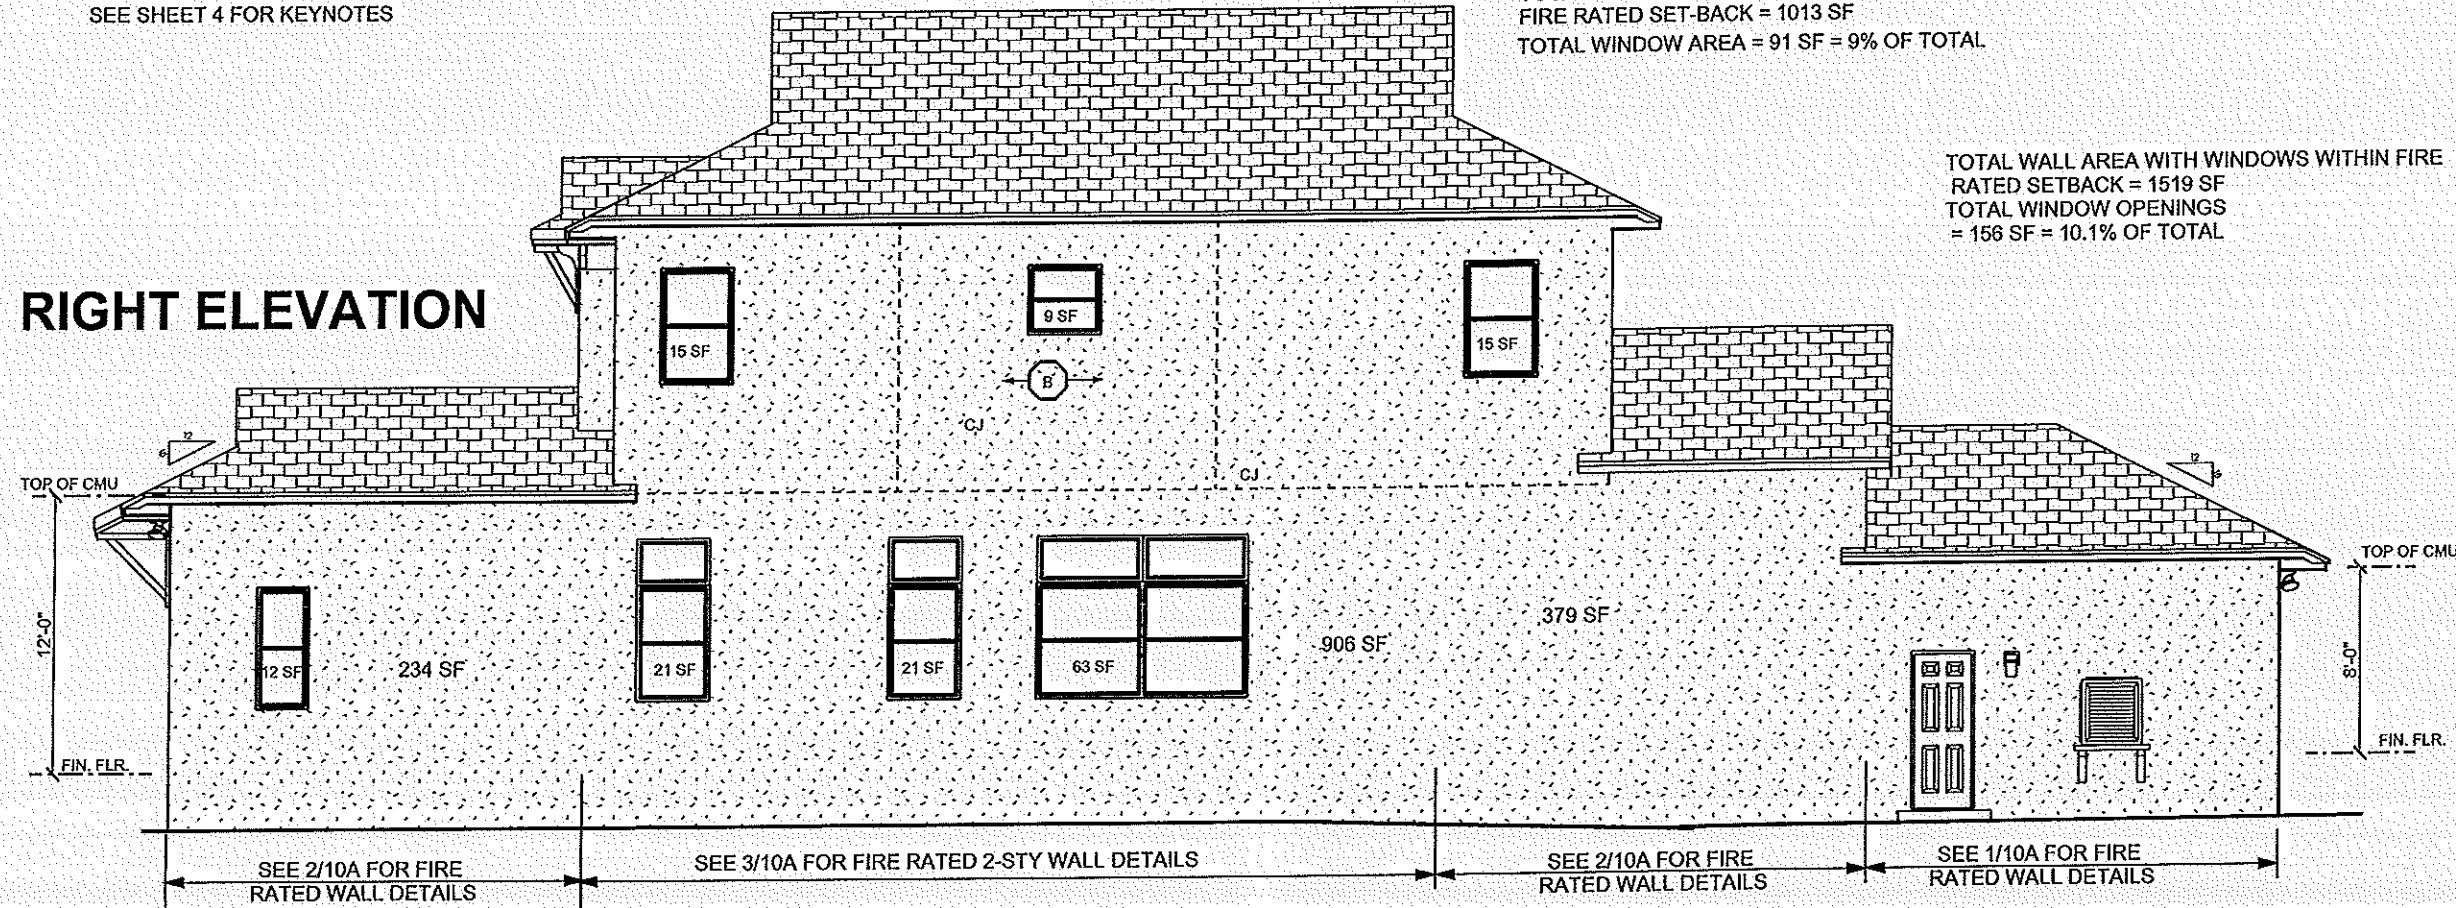 SEE SHEET 4 FOR KEYNOTES
FIRE RATED SET-BACK = 1013 SF
TOTAL WINDOW AREA = 91 SF = 9% OF TOTAL
TOTAL WALL AREA WITH WINDOWS WITHIN FIRE
RATED SETBACK = 1519 SF
TOTAL WINDOW OPENINGS
= 156 SF = 10.1% OF TOTAL
RIGHT ELEVATION
15 SF
9 SF
15 SF
B
CJ
CJ
12
6
12
6
TOP OF CMU
TOP OF CMU
12'-0"
8'-0"
12 SF
234 SF
21 SF
21 SF
63 SF
906 SF
379 SF
FIN. FLR.
FIN. FLR.
SEE 2/10A FOR FIRE
RATED WALL DETAILS
SEE 3/10A FOR FIRE RATED 2-STY WALL DETAILS
SEE 2/10A FOR FIRE
RATED WALL DETAILS
SEE 1/10A FOR FIRE
RATED WALL DETAILS